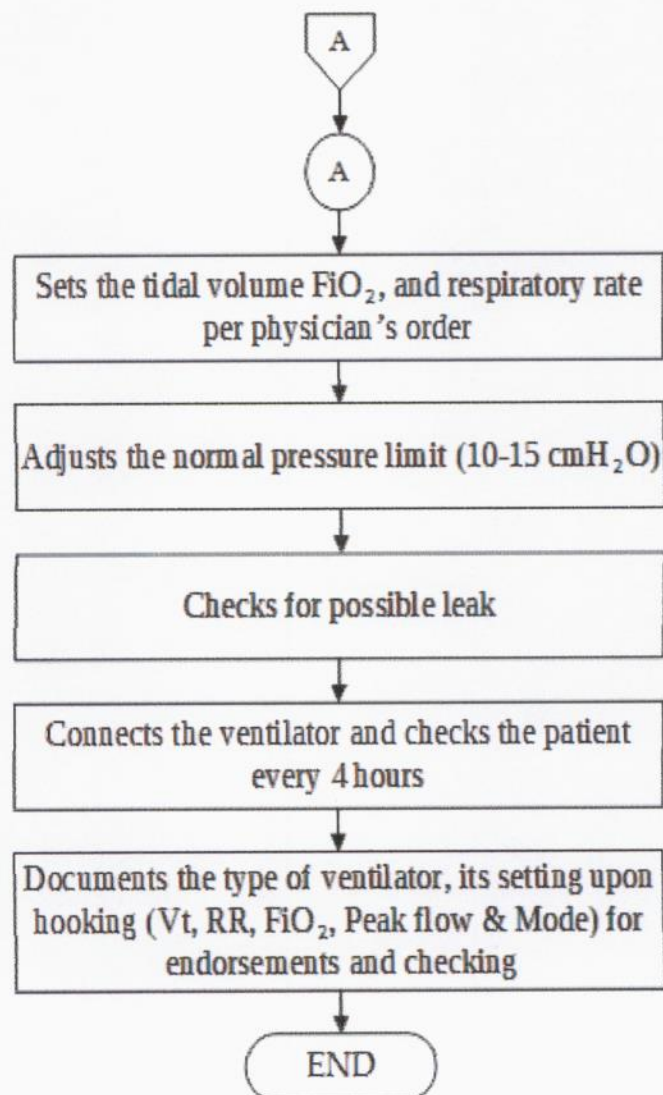 A
A
Sets the tidal volume FiO₂, and respiratory rate
per physician's order
Adjusts the normal pressure limit (10-15 cmH₂O)
Checks for possible leak
Connects the ventilator and checks the patient
every 4 hours
Documents the type of ventilator, its setting upon
hooking (Vt, RR, FiO₂, Peak flow & Mode) for
endorsements and checking
END